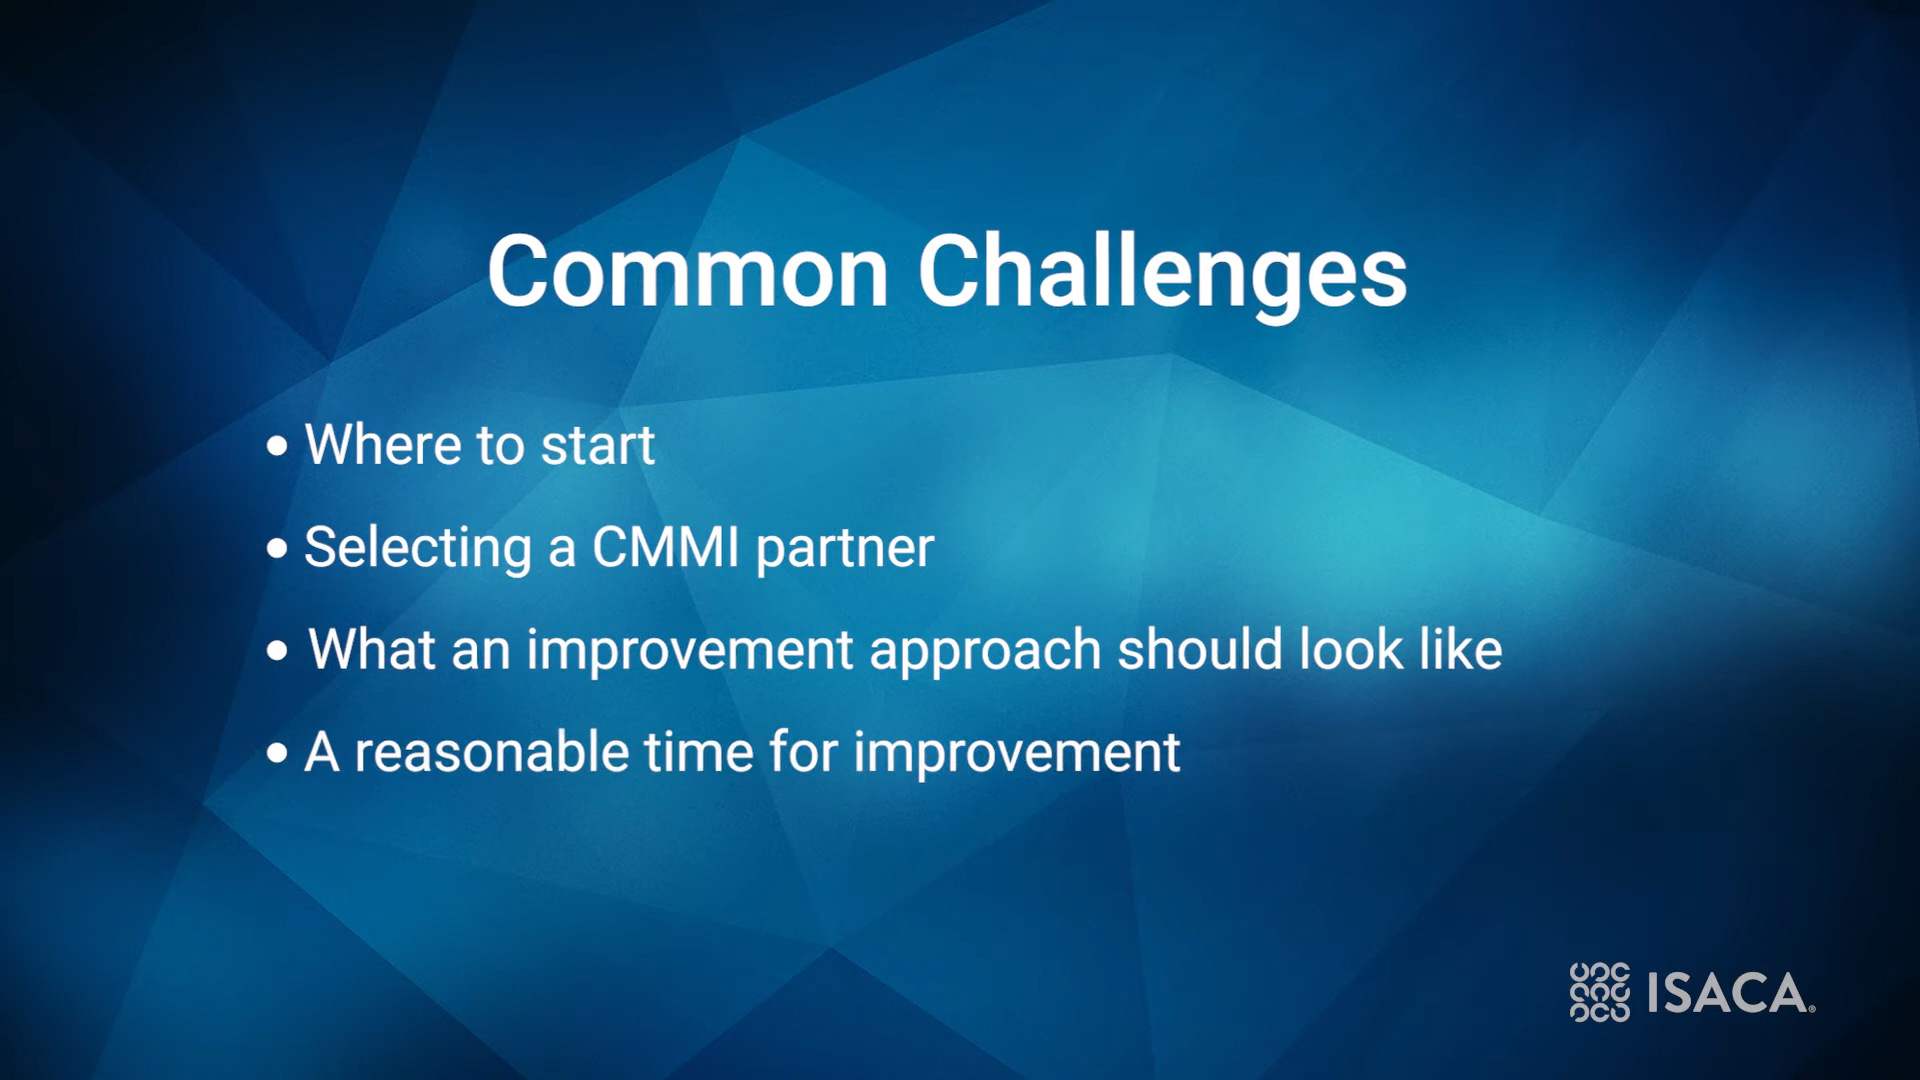 Common Challenges
• Where to start
• Selecting a CMMI partner
• What an improvement approach should look like
• A reasonable time for improvement
ISACA®